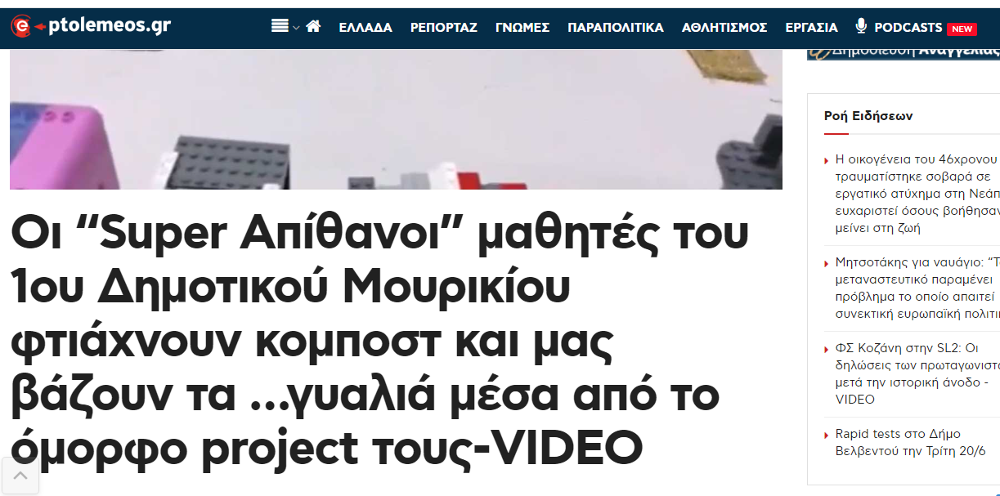 e ptolemeos.gr
ΕΛΛΑΔΑ ΡΕΠΟΡΤΑΖ ΓΝΩΜΕΣ ΠΑΡΑΠΟΛΙΤΙΚΑ ΑΘΛΗΤΙΣΜΟΣ ΕΡΓΑΣΙΑ PODCASTS NEW
Δημοσίευση Αναγγελίας
Οι “Super Απίθανοι” μαθητές του
1ου Δημοτικού Μουρικίου
φτιάχνουν κομποστ και μας
βάζουν τα …γυαλιά μέσα από το
όμορφο project τους-VIDEO
Ροή Ειδήσεων
Η οικογένεια του 46χρονου
τραυματίστηκε σοβαρά σε
εργατικό ατύχημα στη Νεάπ
ευχαριστεί όσους βοήθησαν
μείνει στη ζωή
Μητσοτάκης για ναυάγιο: “Το
μεταναστευτικό παραμένει
πρόβλημα το οποίο απαιτεί
συνεκτική ευρωπαϊκή πολιτι
ΦΣ Κοζάνη στην SL2: Οι
δηλώσεις των πρωταγωνιστώ
μετά την ιστορική άνοδο -
VIDEO
Rapid tests στο Δήμο
Βελβεντού την Τρίτη 20/6